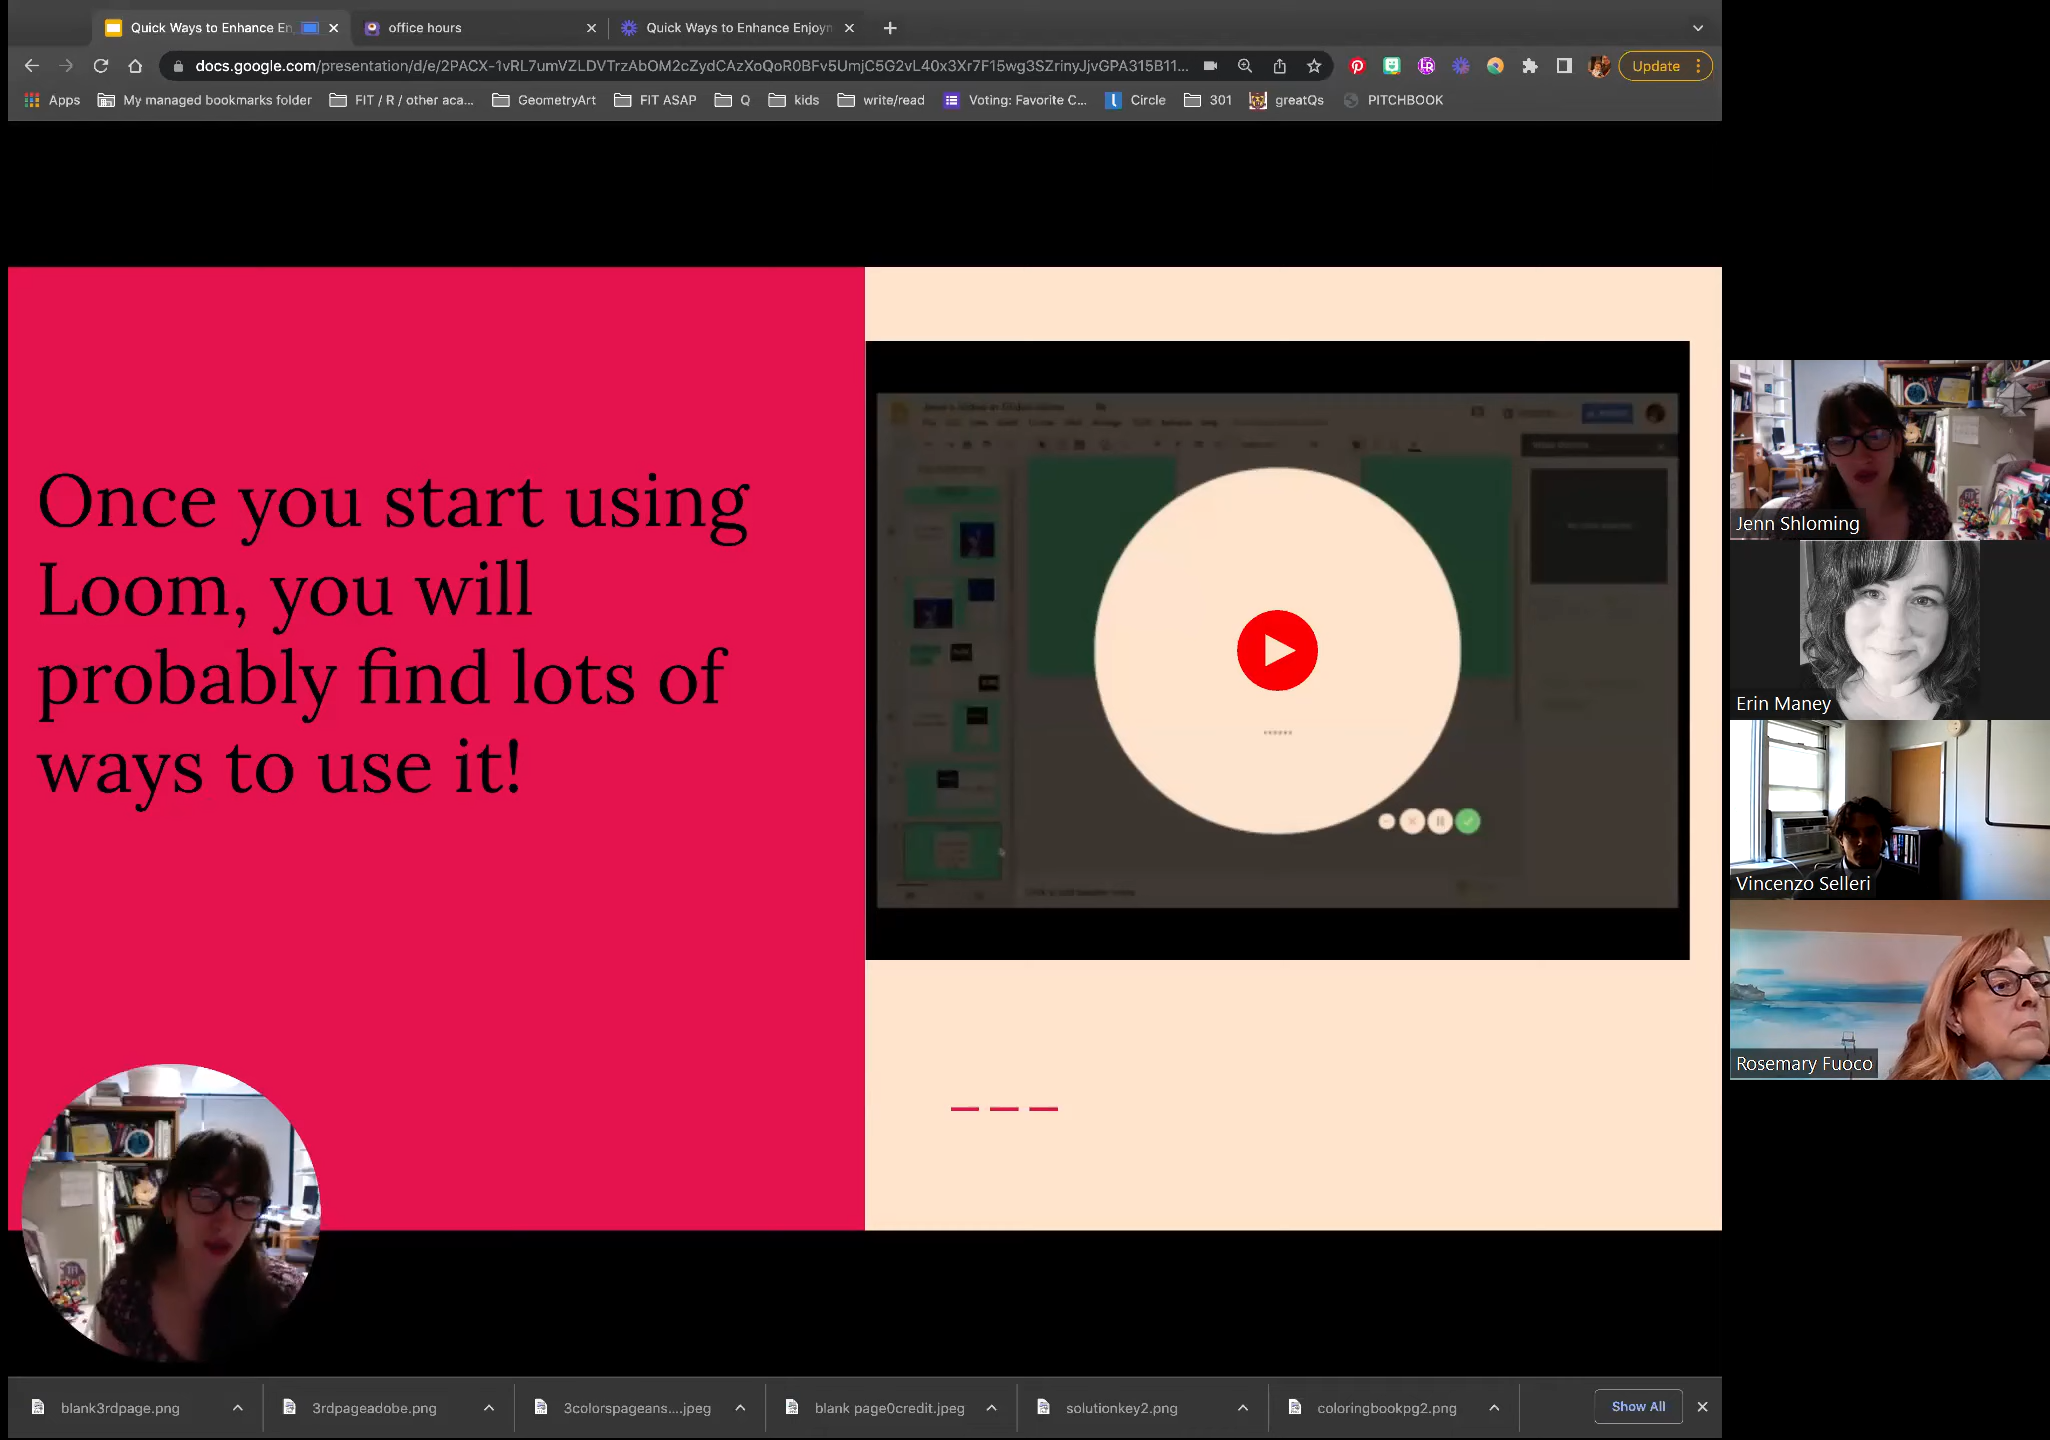 Quick Ways to Enhance En
office hours
Quick Ways to Enhance Enjoyn
docs.google.com/presentation/d/e/2PACX-1vRL7umVZLDVTrzAbOM2cZydCAzXoQoR0BFv5UmjC5G2vL40x3Xr7F15wg3SZrinyJjvGPA315B11...
Update
Apps
My managed bookmarks folder
FIT / R / other aca...
GeometryArt
FIT ASAP
Q
kids
write/read
Voting: Favorite C...
Circle
301
greatQs
PITCHBOOK
Once you start using
Loom, you will
probably find lots of
ways to use it!
Jenn Shloming
Erin Maney
Vincenzo Selleri
Rosemary Fuoco
blank3rdpage.png
3rdpageadobe.png
3colorspageans....jpeg
blank page0credit.jpeg
solutionkey2.png
coloringbookpg2.png
Show All